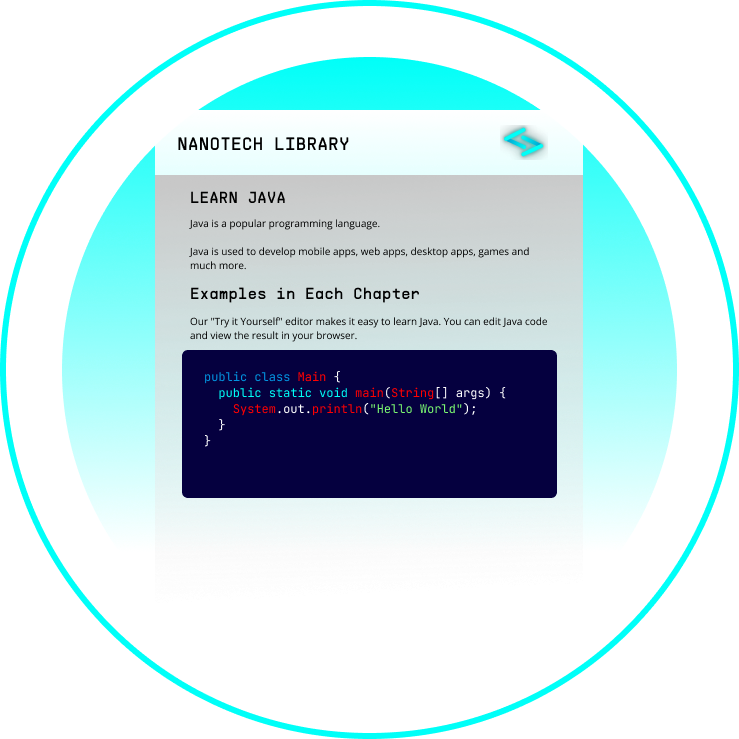 NANOTECH LIBRARY
LEARN JAVA
Java is a popular programming language.
Java is used to develop mobile apps, web apps, desktop apps, games and
much more.
Examples in Each Chapter
Our "Try it Yourself" editor makes it easy to learn Java. You can edit Java code
and view the result in your browser.
public class Main {
  public static void main(String[] args) {
    System.out.println("Hello World");
  }
}